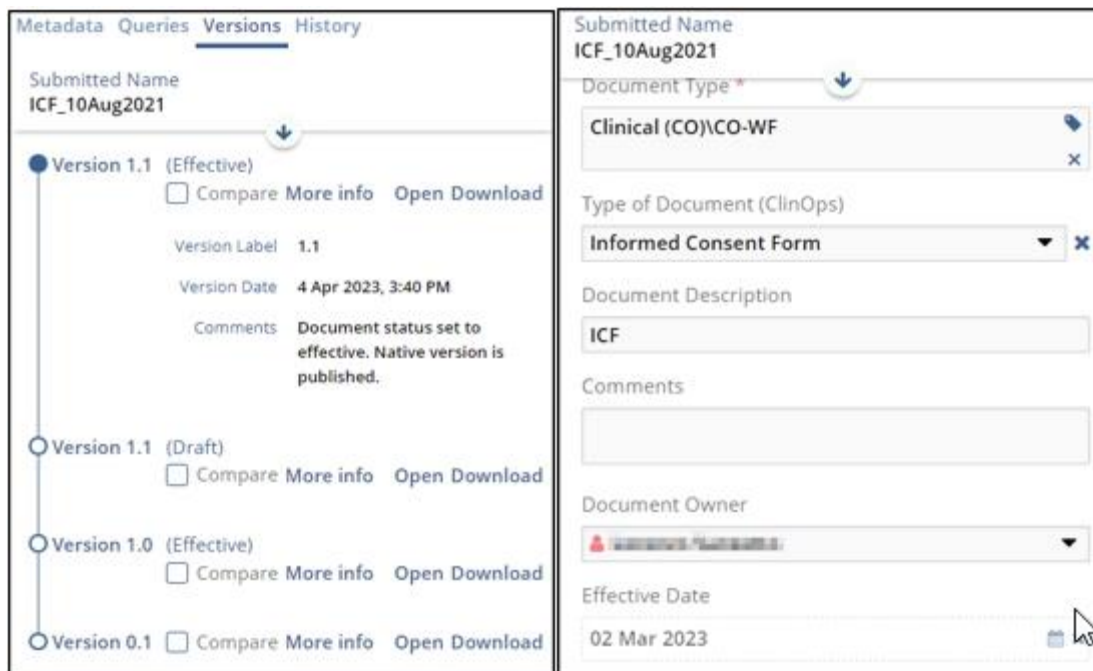 Metadata Queries Versions History
Submitted Name
ICF_10Aug2021
Version 1.1 (Effective)
Compare More info Open Download
Version Label 1.1
Version Date 4 Apr 2023, 3:40 PM
Comments Document status set to
effective. Native version is
published.
Version 1.1 (Draft)
Compare More info Open Download
Version 1.0 (Effective)
Compare More info Open Download
Version 0.1 Compare More info Open Download
Submitted Name
ICF_10Aug2021
Document Type *
Clinical (CO)\CO-WF
Type of Document (ClinOps)
Informed Consent Form
Document Description
ICF
Comments
Document Owner
Effective Date
02 Mar 2023